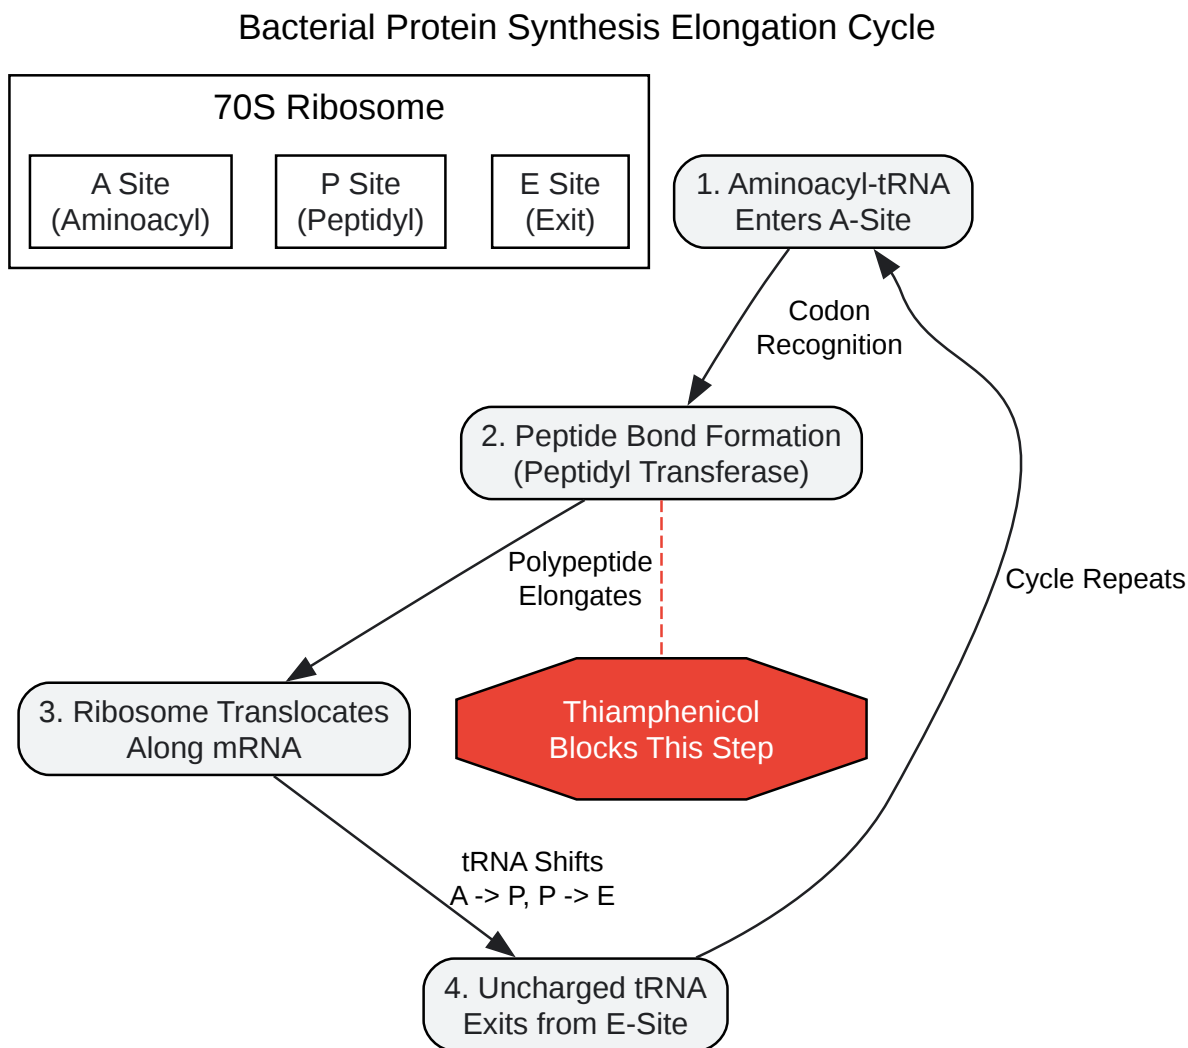 Bacterial Protein Synthesis Elongation Cycle
70S Ribosome
A Site
(Aminoacyl)
P Site
(Peptidyl)
E Site
(Exit)
1. Aminoacyl-tRNA
Enters A-Site
Codon
Recognition
2. Peptide Bond Formation
(Peptidyl Transferase)
Polypeptide
Elongates
Cycle Repeats
3. Ribosome Translocates
Along mRNA
Thiamphenicol
Blocks This Step
tRNA Shifts
A -> P, P -> E
4. Uncharged tRNA
Exits from E-Site